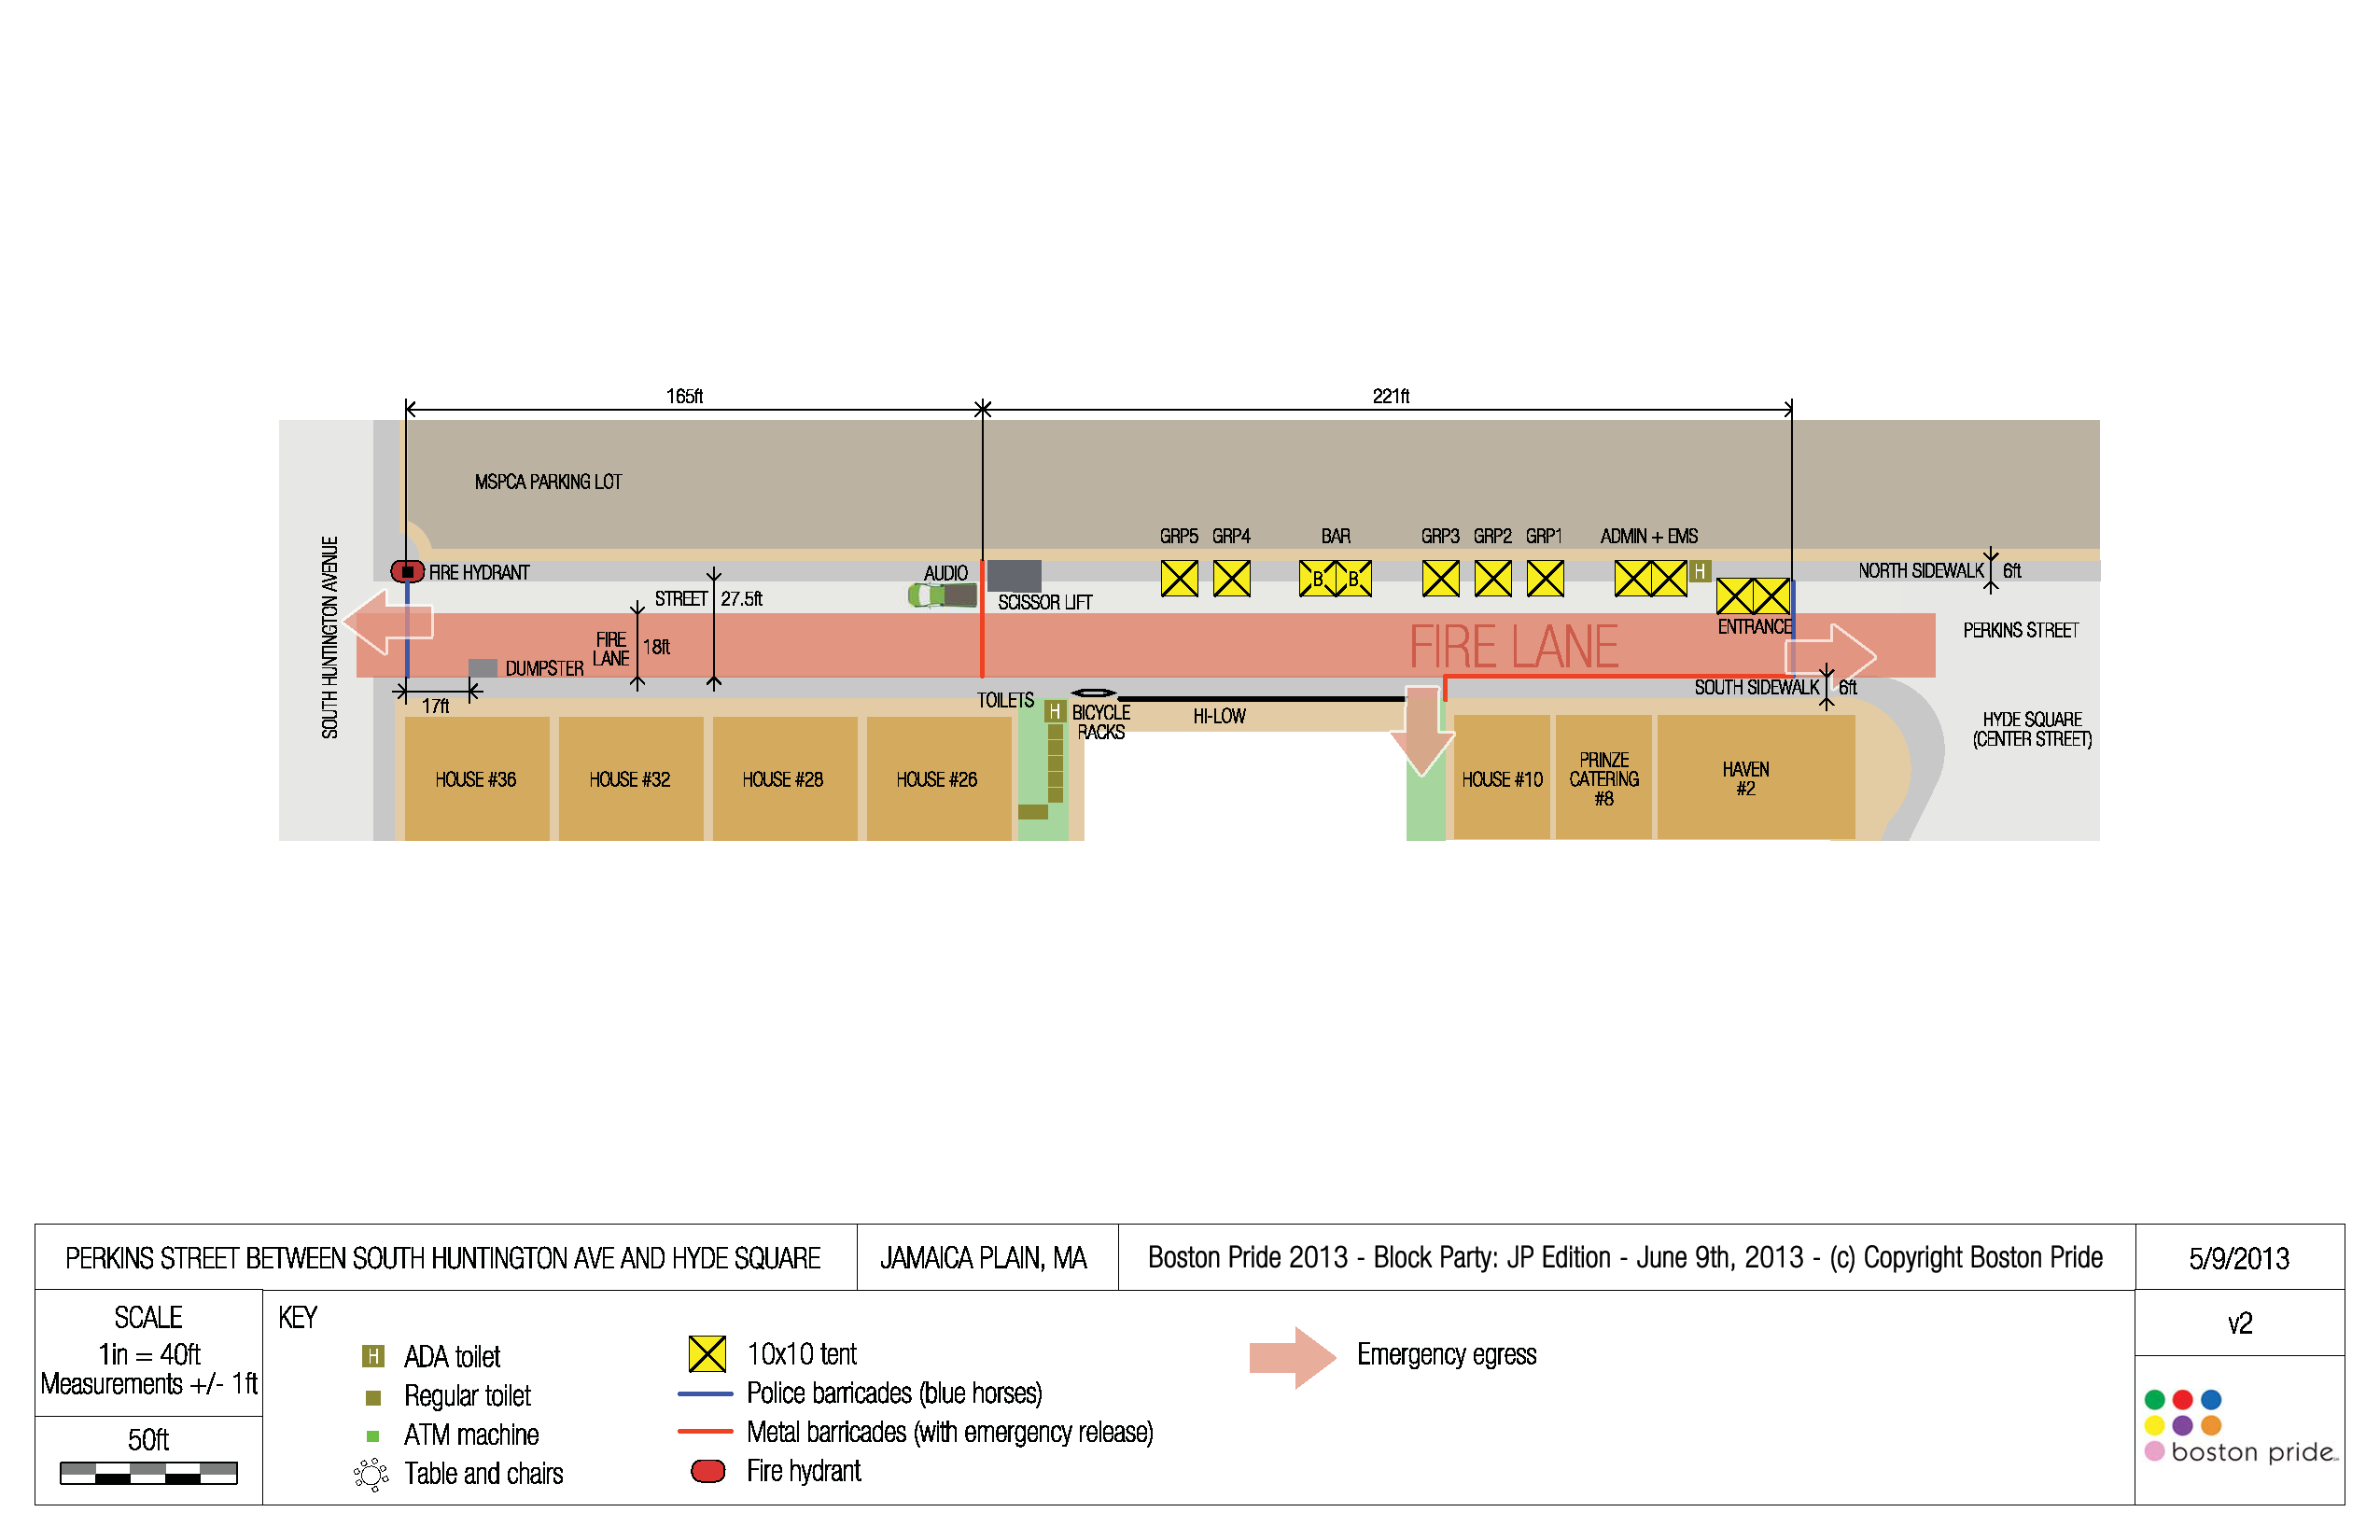 165ft
221ft
MSPCA PARKING LOT
GRP5
GRP4
BAR
GRP3
GRP2
GRP1
ADMIN + EMS
SOUTH HUNTINGTON AVENUE
FIRE HYDRANT
AUDIO
B
B
H
NORTH SIDEWALK
6ft
STREET
27.5ft
SCISSOR LIFT
FIRE
LANE
18ft
FIRE LANE
ENTRANCE
PERKINS STREET
DUMPSTER
SOUTH SIDEWALK
6ft
17ft
TOILETS
H
BICYCLE
RACKS
HI-LOW
HYDE SQUARE
(CENTER STREET)
HOUSE #36
HOUSE #32
HOUSE #28
HOUSE #26
HOUSE #10
PRINZE
CATERING
#8
HAVEN
#2
PERKINS STREET BETWEEN SOUTH HUNTINGTON AVE AND HYDE SQUARE
JAMAICA PLAIN, MA
Boston Pride 2013 - Block Party: JP Edition - June 9th, 2013 - (c) Copyright Boston Pride
5/9/2013
SCALE
1in = 40ft
Measurements +/- 1ft
50ft
KEY
H
ADA toilet
Regular toilet
ATM machine
Table and chairs
10x10 tent
Police barricades (blue horses)
Metal barricades (with emergency release)
Fire hydrant
Emergency egress
v2
boston pride